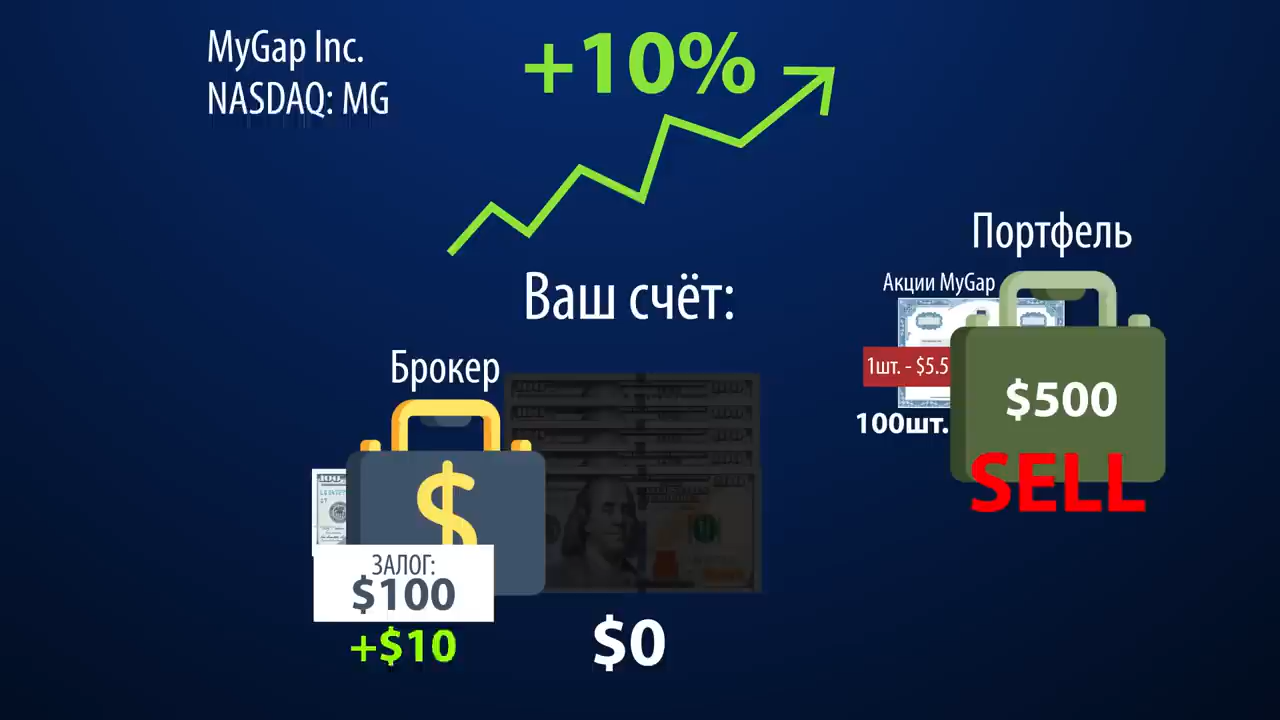 MyGap Inc.
NASDAQ: MG
+10%
Ваш счёт:
Портфель
Акции MyGap
1шт. - $5.5
100шт.
$500
SELL
Брокер
$
ЗАЛОГ:
$100
+$10
$0